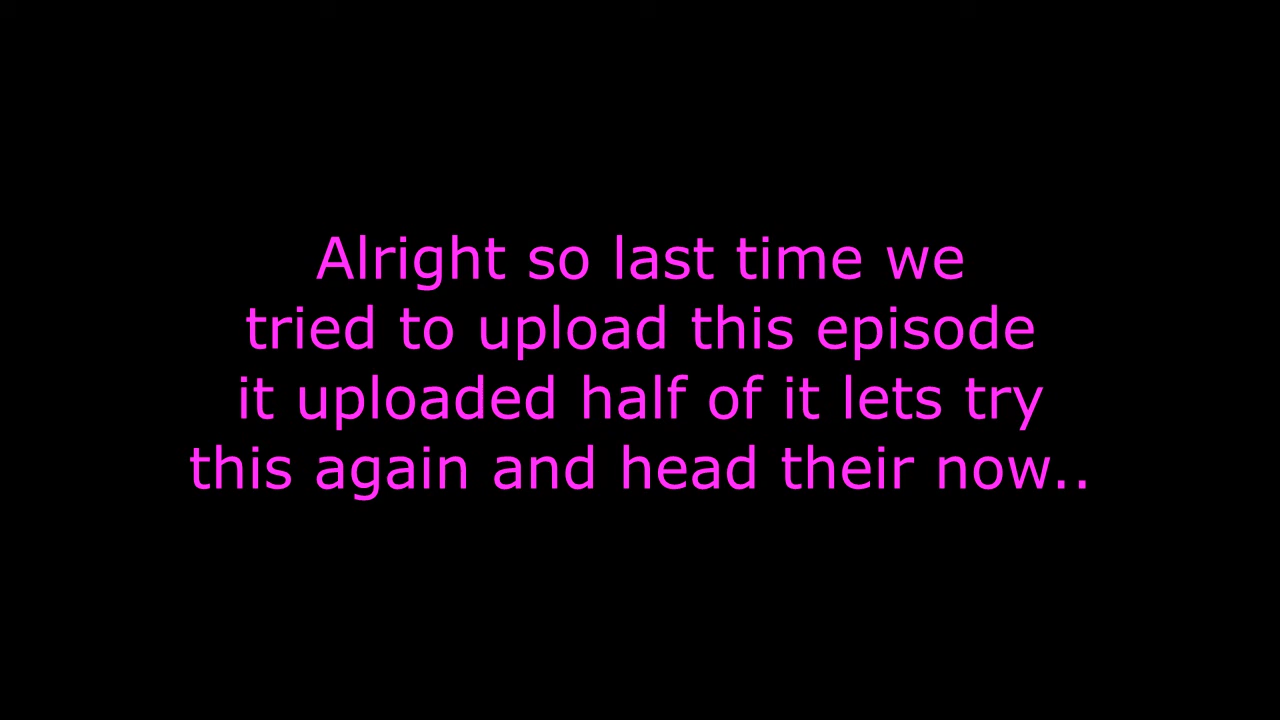 Alright so last time we
tried to upload this episode
it uploaded half of it lets try
this again and head their now..